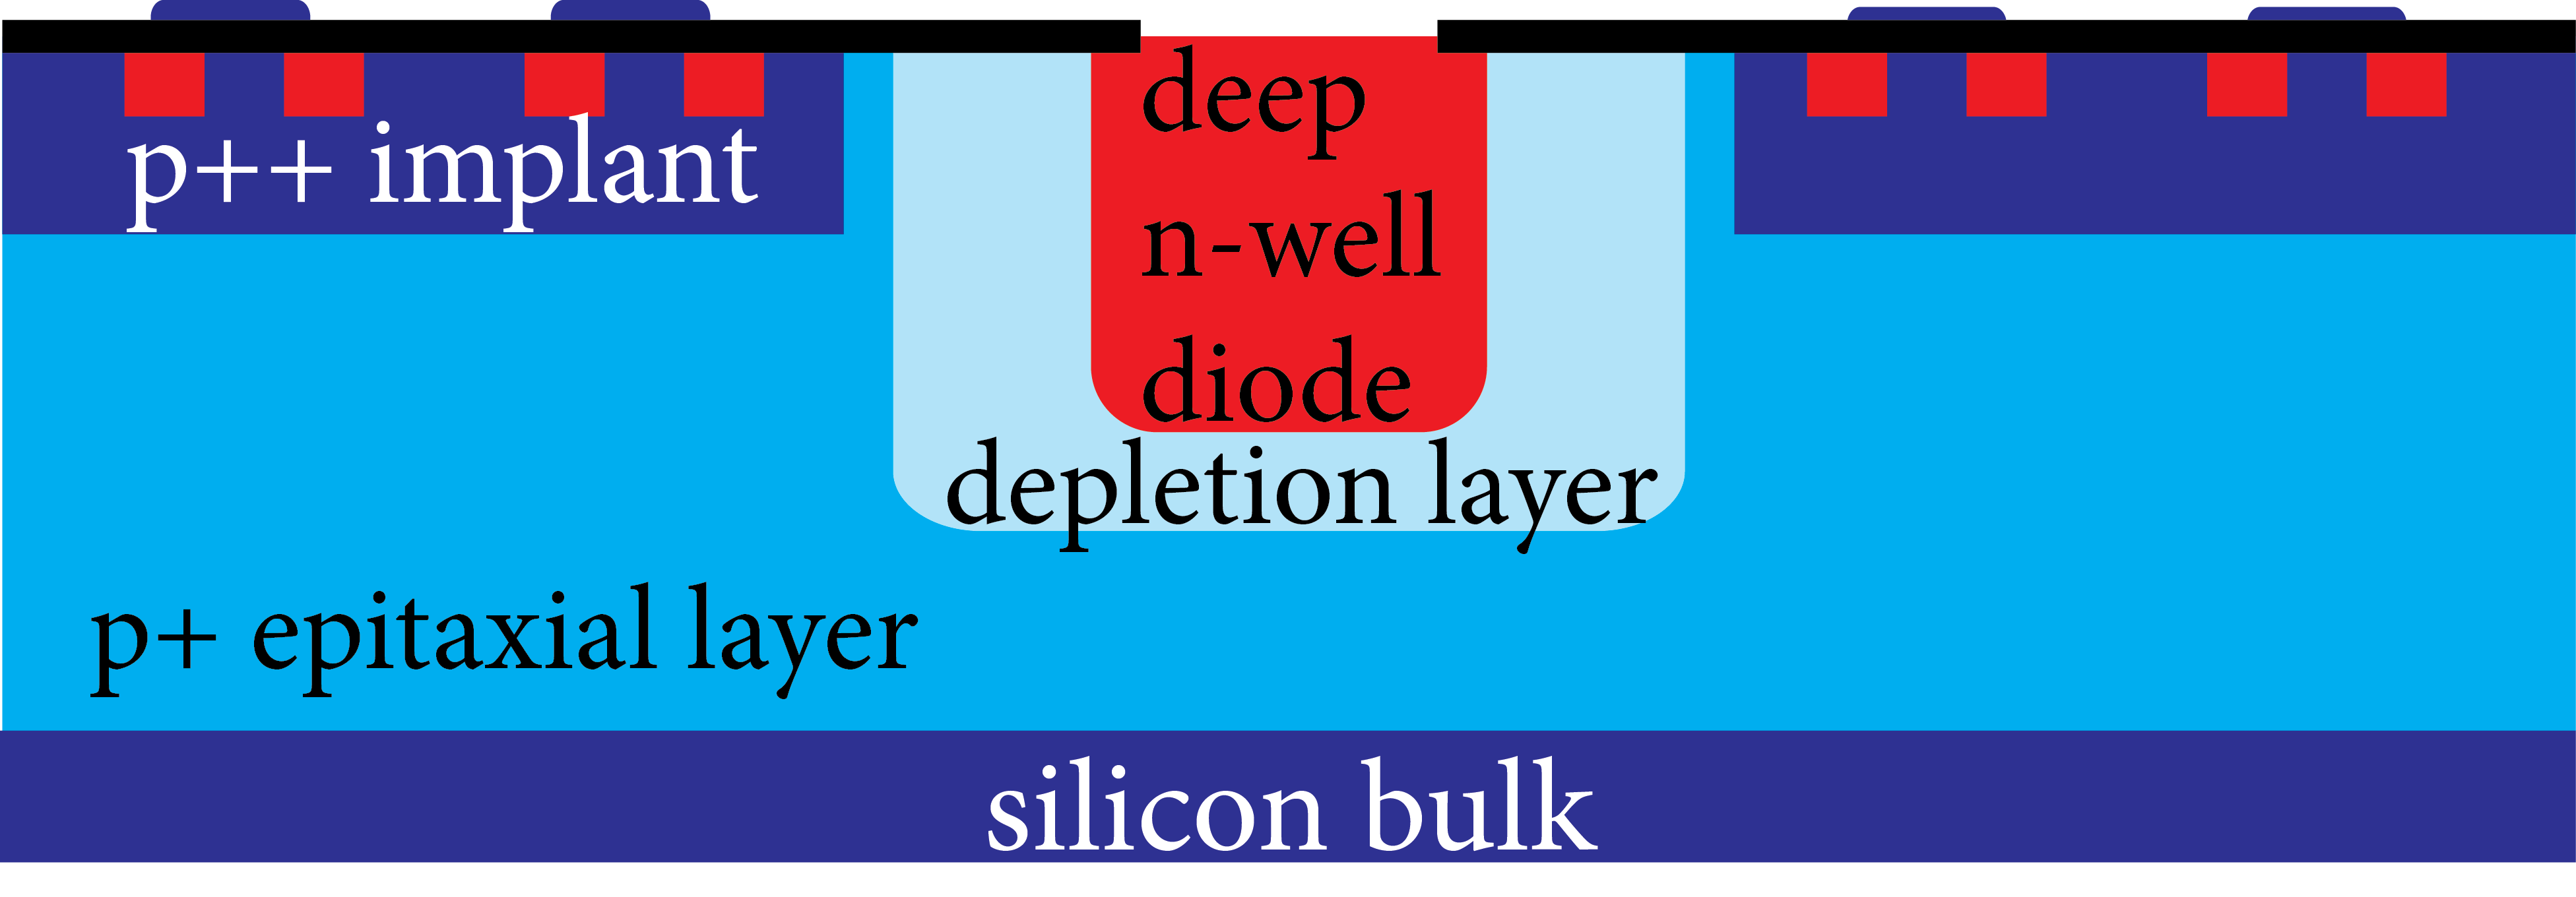 deep
p++ implant
n-well
diode
depletion layer
p+ epitaxial layer
silicon bulk